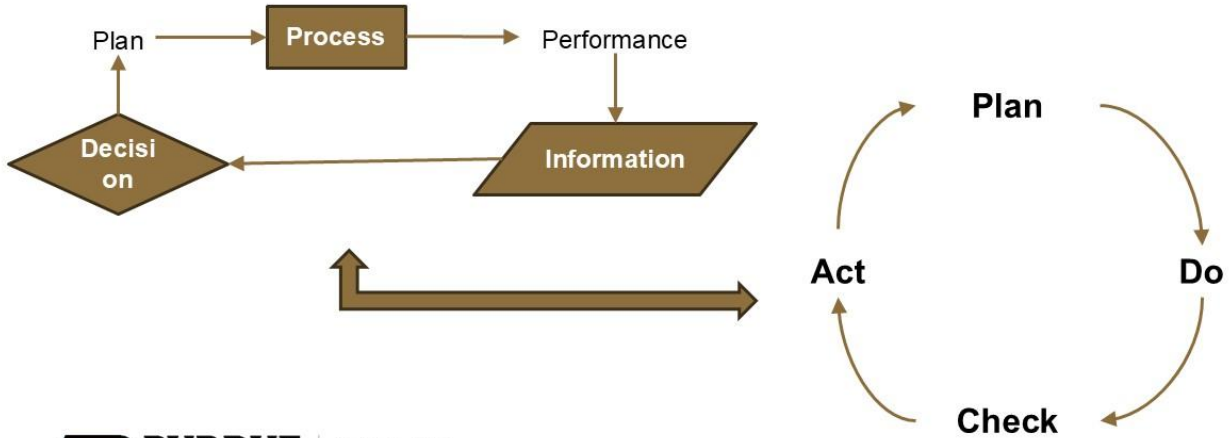 Plan
Process
Performance
Decisi
on
Information
Plan
Act
Do
Check